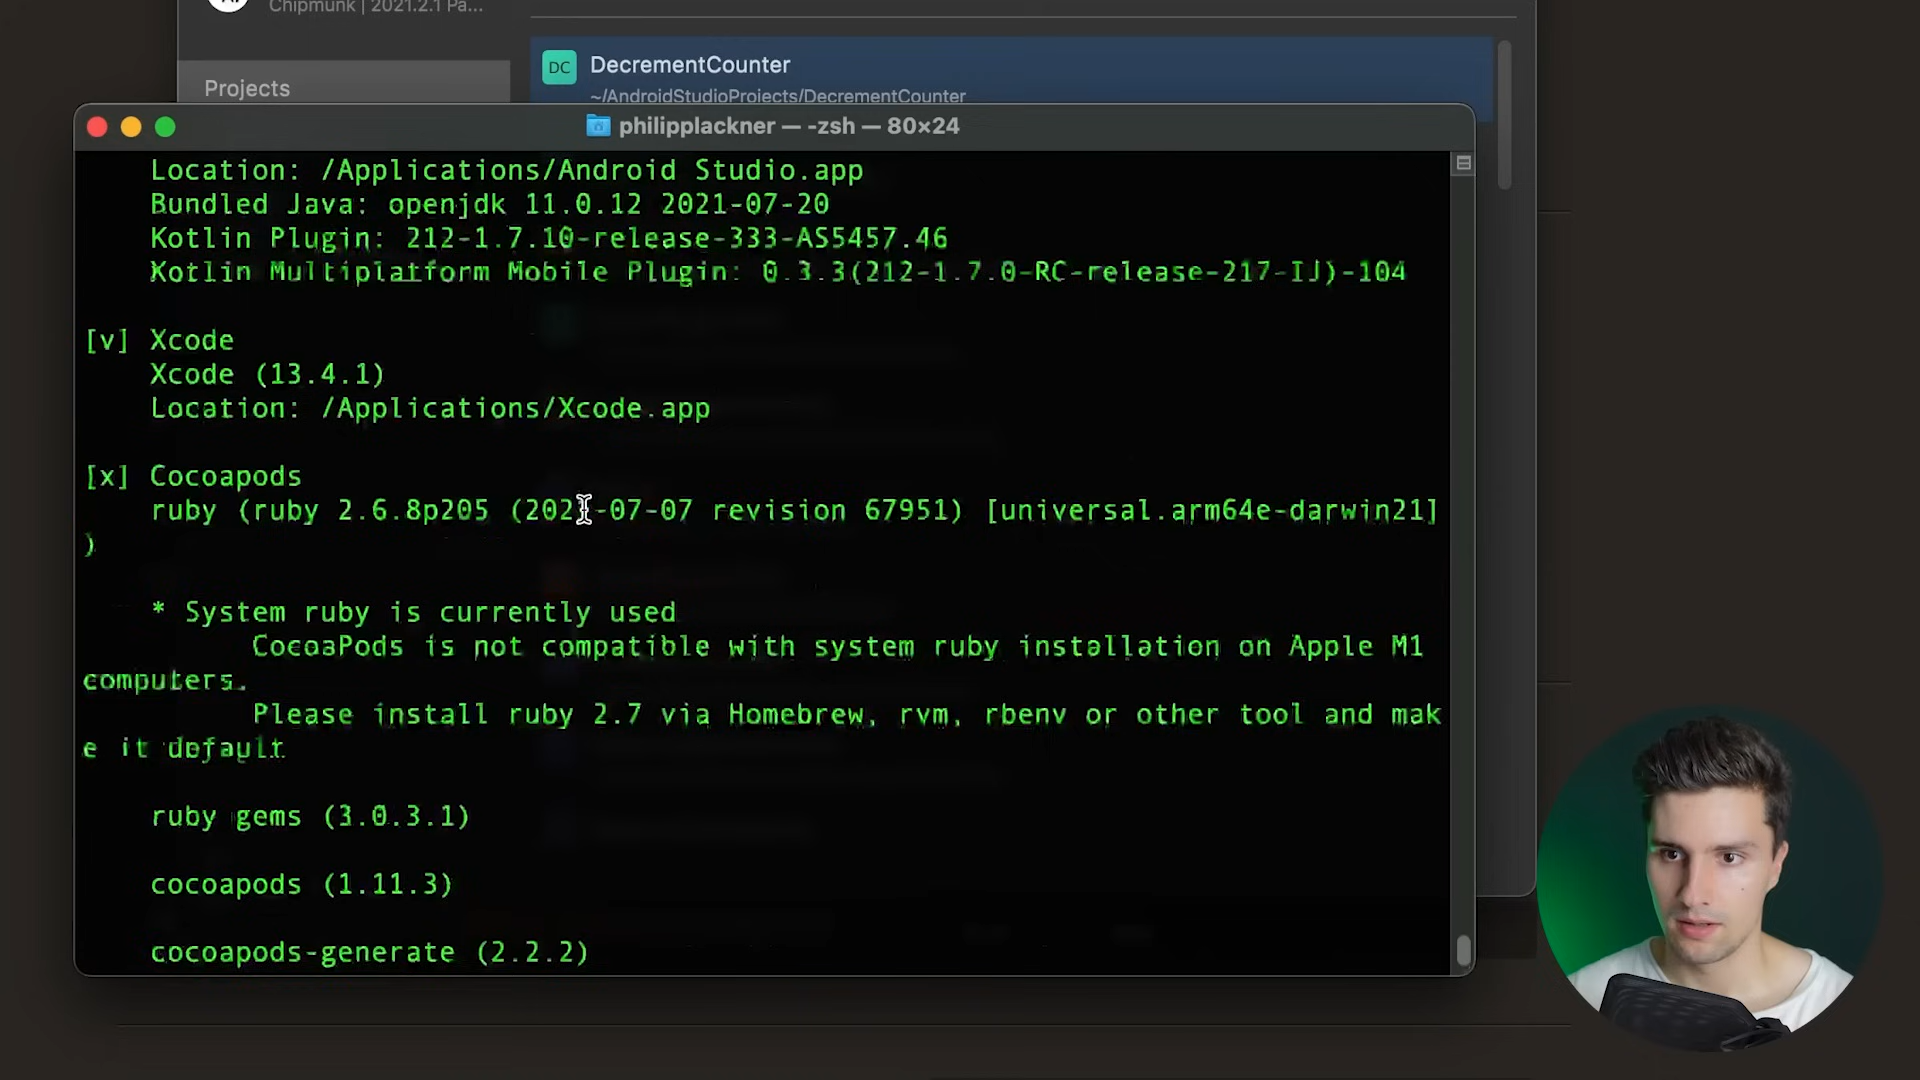 Chipmunk | 2021.2.1 Pa...
DC
DecrementCounter
~/AndroidStudioProjects/DecrementCounter
Projects
philipplackner — -zsh — 80×24
Location: /Applications/Android Studio.app
Bundled Java: openjdk 11.0.12 2021-07-20
Kotlin Plugin: 212-1.7.10-release-333-AS5457.46
Kotlin Multiplatform Mobile Plugin: 0.3.3(212-1.7.0-RC-release-217-IJ)-104
[v] Xcode
Xcode (13.4.1)
Location: /Applications/Xcode.app
[x] Cocoapods
ruby (ruby 2.6.8p205 (2021-07-07 revision 67951) [universal.arm64e-darwin21]
)
* System ruby is currently used
CocoaPods is not compatible with system ruby installation on Apple M1
computers.
Please install ruby 2.7 via Homebrew, rvm, rbenv or other tool and mak
e it default
ruby gems (3.0.3.1)
cocoapods (1.11.3)
cocoapods-generate (2.2.2)